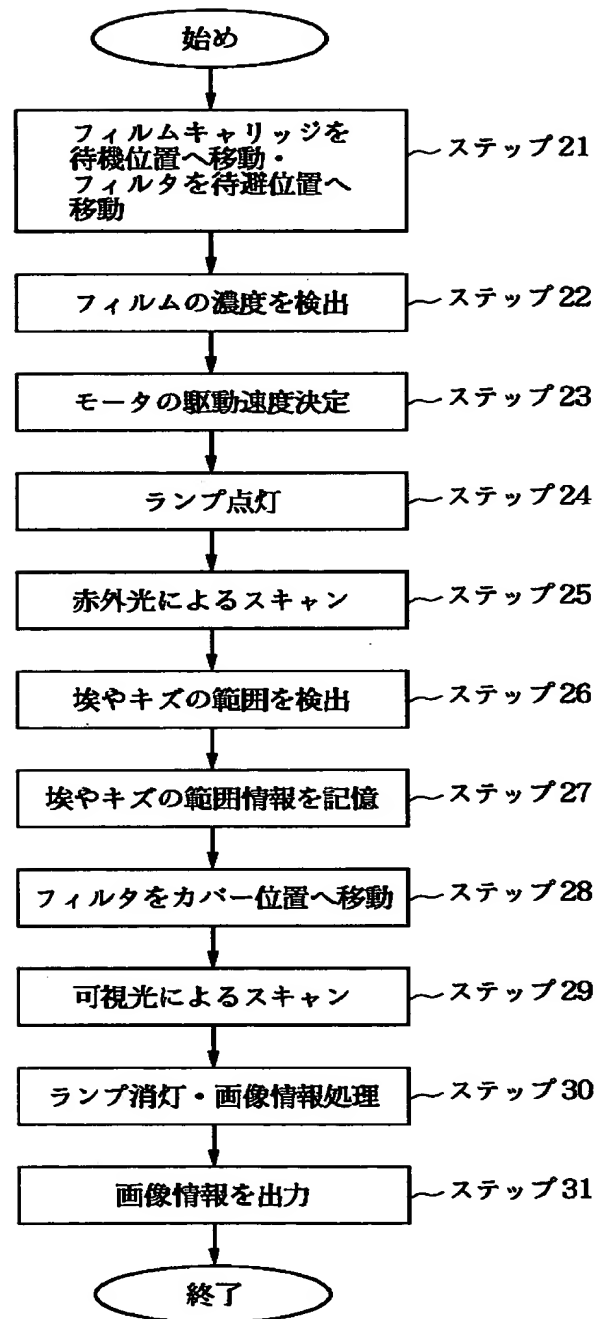 始め
フィルムキャリッジを
待機位置へ移動・
フィルタを待避位置へ
移動
ステップ21
フィルムの濃度を検出
ステップ22
モータの駆動速度決定
ステップ23
ランプ点灯
ステップ24
赤外光によるスキャン
ステップ25
埃やキズの範囲を検出
ステップ26
埃やキズの範囲情報を記憶
ステップ27
フィルタをカバー位置へ移動
ステップ28
可視光によるスキャン
ステップ29
ランプ消灯・画像情報処理
ステップ30
画像情報を出力
ステップ31
終了